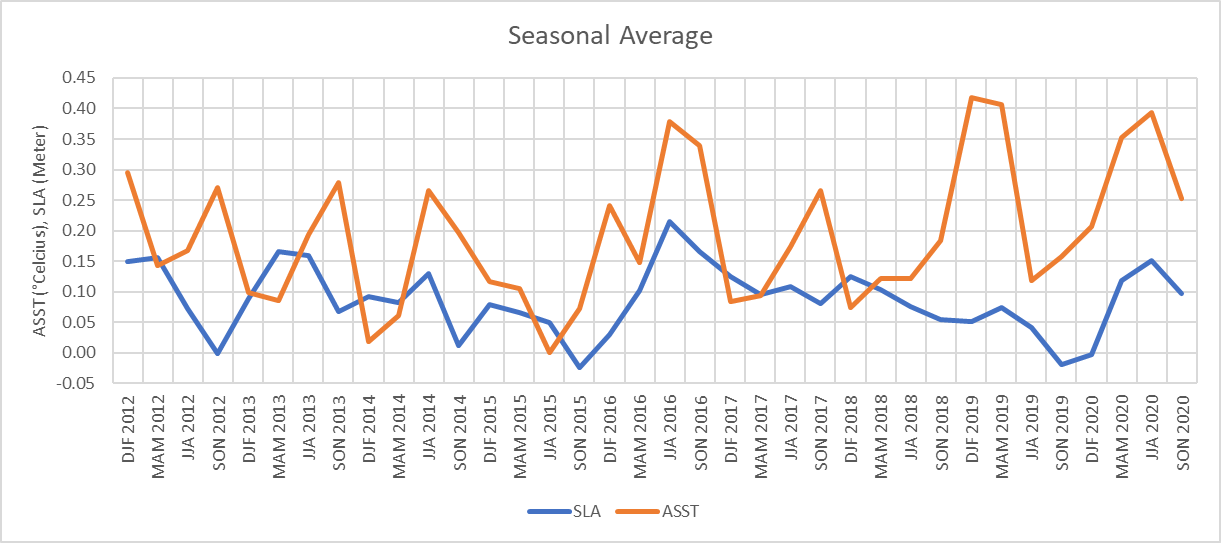 Seasonal Average
ASST (°Celcius), SLA (Meter)
0.45
0.40
0.35
0.30
0.25
0.20
0.15
0.10
0.05
0.00
-0.05
DJF 2012
MAM 2012
JJA 2012
SON 2012
DJF 2013
MAM 2013
JJA 2013
SON 2013
DJF 2014
MAM 2014
JJA 2014
SON 2014
DJF 2015
MAM 2015
JJA 2015
SON 2015
DJF 2016
MAM 2016
JJA 2016
SON 2016
DJF 2017
MAM 2017
JJA 2017
SON 2017
DJF 2018
MAM 2018
JJA 2018
SON 2018
DJF 2019
MAM 2019
JJA 2019
SON 2019
DJF 2020
MAM 2020
JJA 2020
SON 2020
SLA
ASST